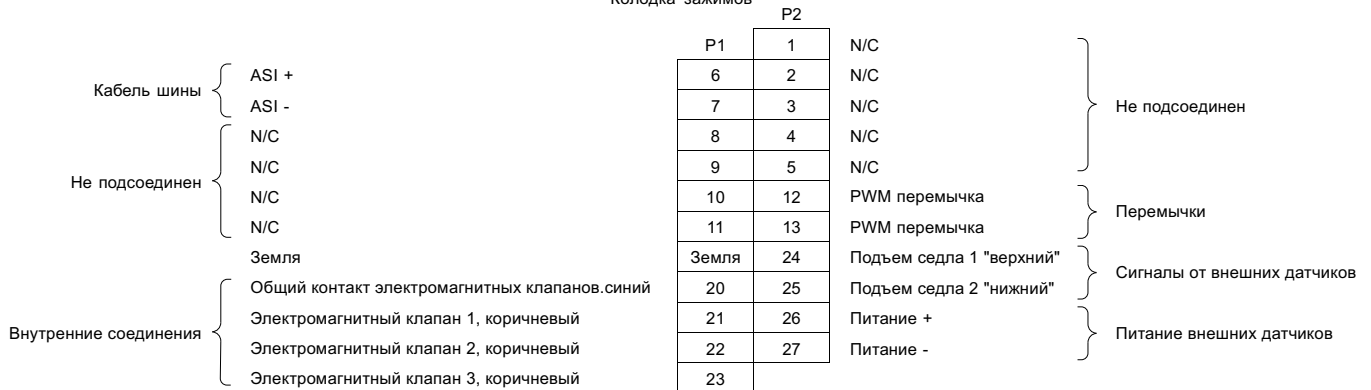 Колодка зажимов
P2
P1 1 N/C
ASI + 6 2 N/C
Кабель шины
ASI - 7 3 N/C
Не подсоединен
N/C 8 4 N/C
N/C 9 5 N/C
Не подсоединен
N/C 10 12 PWM перемычка
Перемычки
N/C 11 13 PWM перемычка
Земля Земля 24 Подъем седла 1 "верхний"
Сигналы от внешних датчиков
Общий контакт электромагнитных клапанов.синий 20 25 Подъем седла 2 "нижний"
Электромагнитный клапан 1, коричневый 21 26 Питание +
Внутренние соединения
Питание внешних датчиков
Электромагнитный клапан 2, коричневый 22 27 Питание -
Электромагнитный клапан 3, коричневый 23